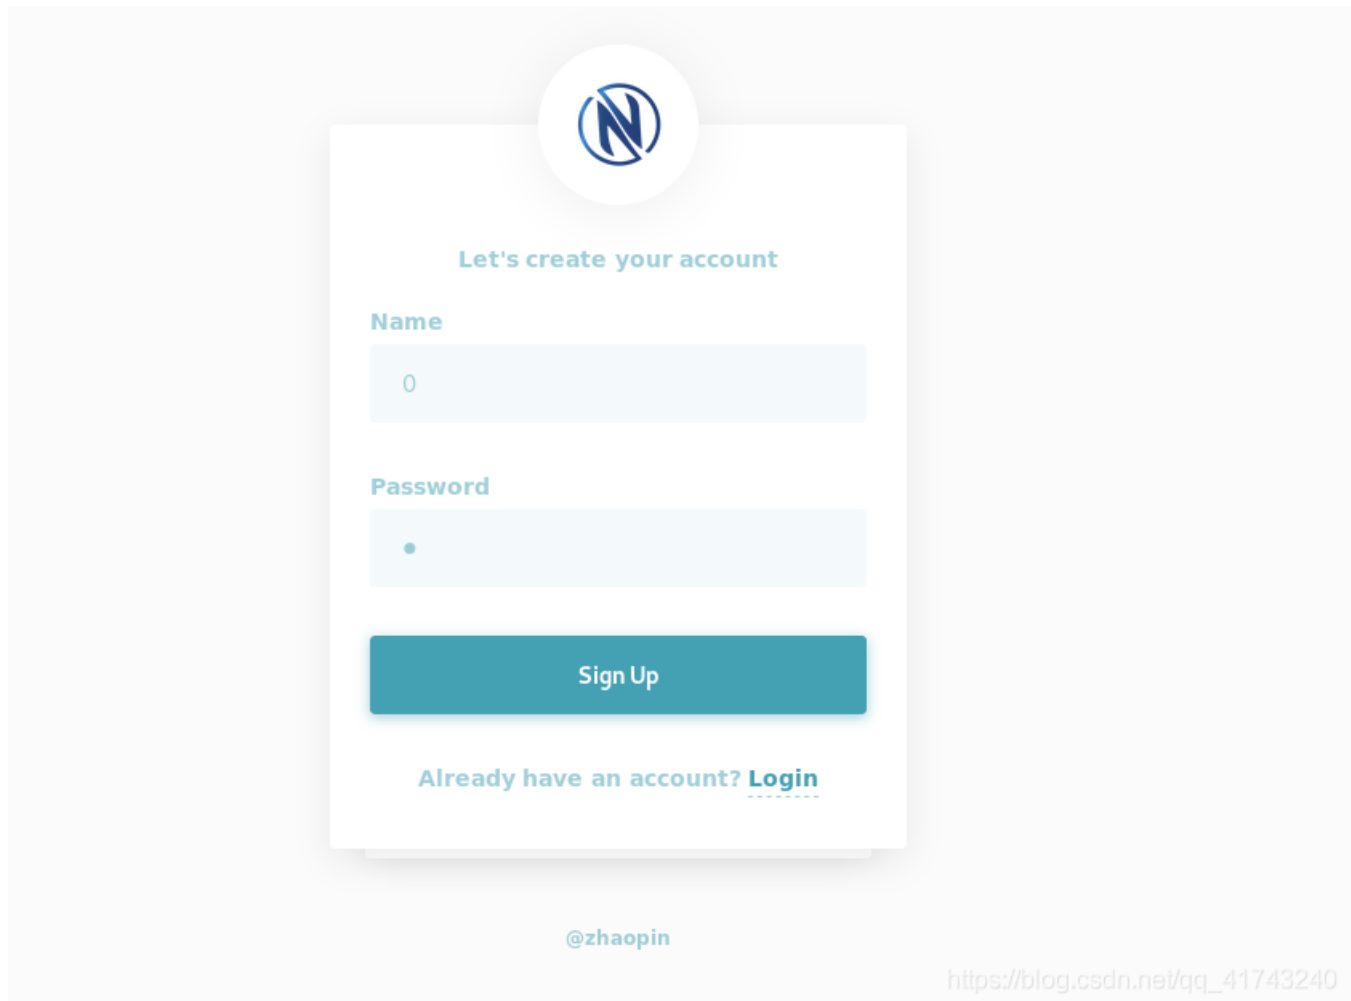 N
Let's create your account
Name
0
Password
●
Sign Up
Already have an account? Login
@zhaopin
https://blog.csdn.net/qq_41743240